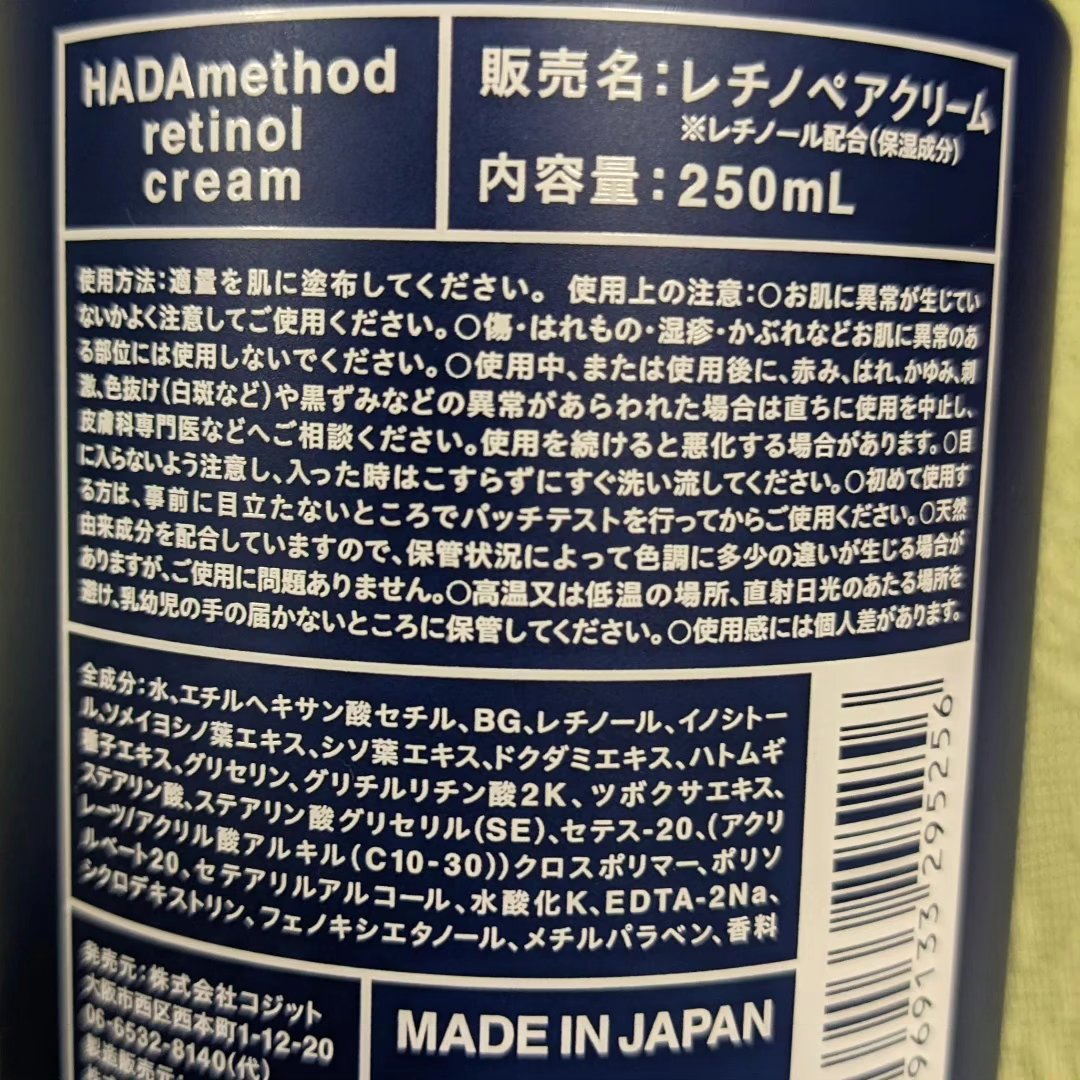 HADAmethod
retinol
cream
販売名：レチノペアクリーム
※レチノール配合(保湿成分)
内容量：250mL
使用方法：適量を肌に塗布してください。 使用上の注意：○お肌に異常が生じてい
ないかよく注意してご使用ください。○傷・はれもの・湿疹・かぶれなどお肌に異常のあ
る部位には使用しないでください。○使用中、または使用後に、赤み、はれ、かゆみ、刺
激、色抜け(白斑など)や黒ずみなどの異常があらわれた場合は直ちに使用を中止し、
皮膚科専門医などへご相談ください。使用を続けると悪化する場合があります。○目
に入らないよう注意し、入った時はこすらずにすぐ洗い流してください。○初めて使用す
る方は、事前に目立たないところでパッチテストを行ってからご使用ください。○天然
由来成分を配合していますので、保管状況によって色調に多少の違いが生じる場合が
ありますが、ご使用に問題ありません。○高温又は低温の場所、直射日光のあたる場所を
避け、乳幼児の手の届かないところに保管してください。○使用感には個人差があります。
全成分：水、エチルヘキサン酸セチル、BG、レチノール、イノシトー
ル、ソメイヨシノ葉エキス、シソ葉エキス、ドクダミエキス、ハトムギ
種子エキス、グリセリン、グリチルリチン酸2K、ツボクサエキス、
ステアリン酸、ステアリン酸グリセリル(SE)、セテス-20、(アクリ
レーツ/アクリル酸アルキル(C10-30))クロスポリマー、ポリソ
ルベート20、セテアリルアルコール、水酸化K、EDTA-2Na、
シクロデキストリン、フェノキシエタノール、メチルパラベン、香料
発売元：株式会社コジット
大阪市西区西本町1-12-20
06-6532-8140(代)
製造販売元：
MADE IN JAPAN
969133 295256